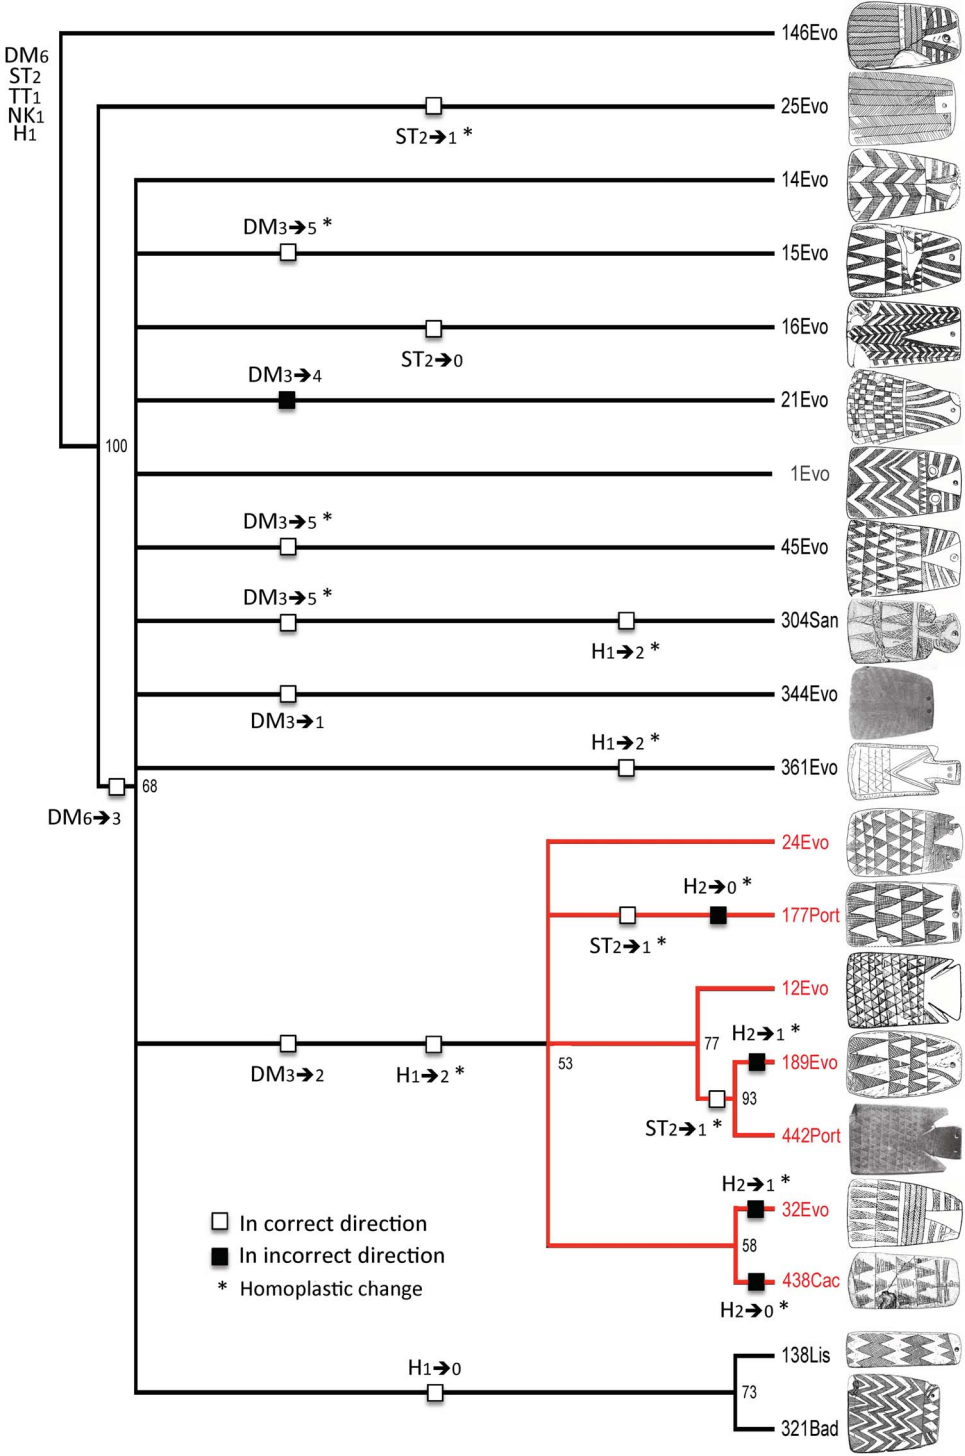 146Evo
DM6
ST2
TT1
NK1
H1
25Evo
ST2➔1 *
14Evo
DM3➔5 *
15Evo
16Evo
ST2➔0
DM3➔4
21Evo
100
1Evo
DM3➔5 *
45Evo
DM3➔5 *
304San
H1➔2 *
344Evo
DM3➔1
H1➔2 *
361Evo
68
DM6➔3
24Evo
H2➔0 *
177Port
ST2➔1 *
12Evo
H2➔1 *
77
53
189Evo
DM3➔2
H1➔2 *
93
ST2➔1 *
442Port
H2➔1 *
32Evo
In correct direction
58
In incorrect direction
438Cac
* Homoplastic change
H2➔0 *
138Lis
H1➔0
73
321Bad